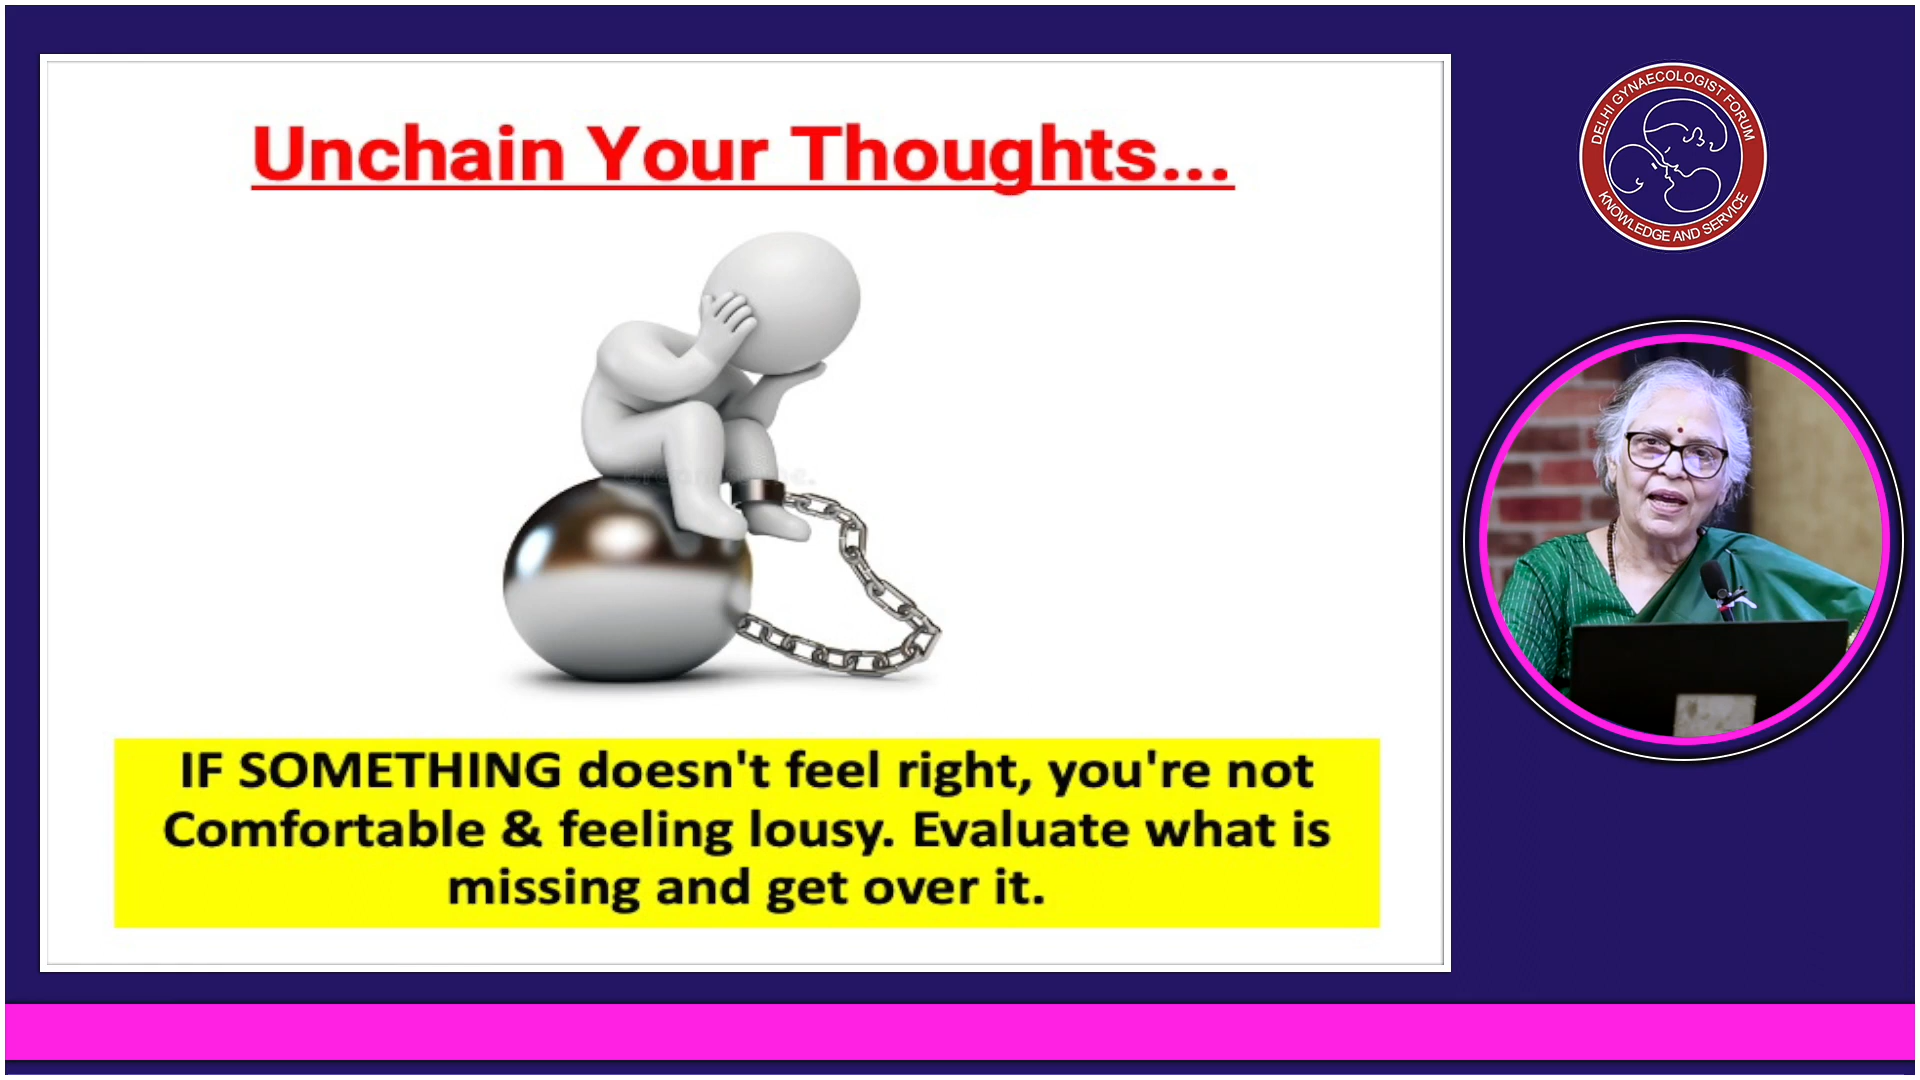 Unchain Your Thoughts...
IF SOMETHING doesn't feel right, you're not
Comfortable & feeling lousy. Evaluate what is
missing and get over it.
DELHI GYNAECOLOGIST FORUM
KNOWLEDGE AND SERVICE